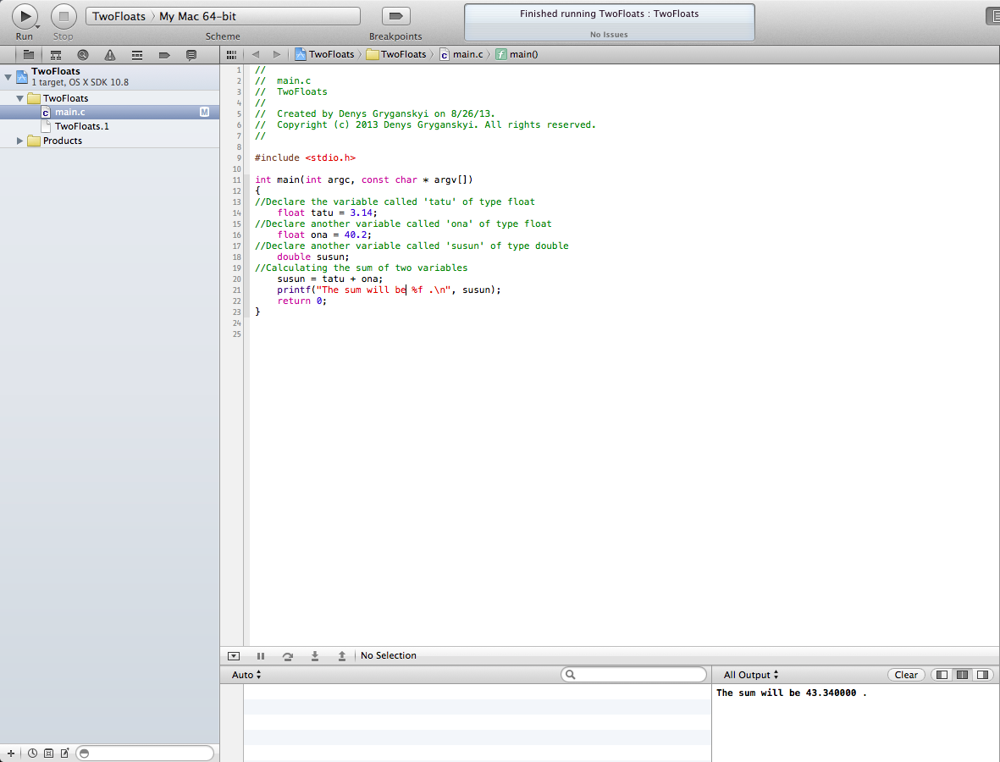 TwoFloats 〉 My Mac 64-bit
Finished running TwoFloats : TwoFloats
No Issues
Run
Stop
Scheme
Breakpoints
TwoFloats
1 target, OS X SDK 10.8
TwoFloats
main.c
M
TwoFloats.1
Products
TwoFloats 〉 TwoFloats 〉 main.c 〉 main()
1 //
2 //  main.c
3 //  TwoFloats
4 //
5 //  Created by Denys Gryganskyi on 8/26/13.
6 //  Copyright (c) 2013 Denys Gryganskyi. All rights reserved.
7 //
8
9 #include <stdio.h>
10
11 int main(int argc, const char * argv[])
12 {
13 //Declare the variable called 'tatu' of type float
14     float tatu = 3.14;
15 //Declare another variable called 'ona' of type float
16     float ona = 40.2;
17 //Declare another variable called 'susun' of type double
18     double susun;
19 //Calculating the sum of two variables
20     susun = tatu + ona;
21     printf("The sum will be %f .\n", susun);
22     return 0;
23 }
24
25
No Selection
Auto
All Output
Clear
The sum will be 43.340000 .